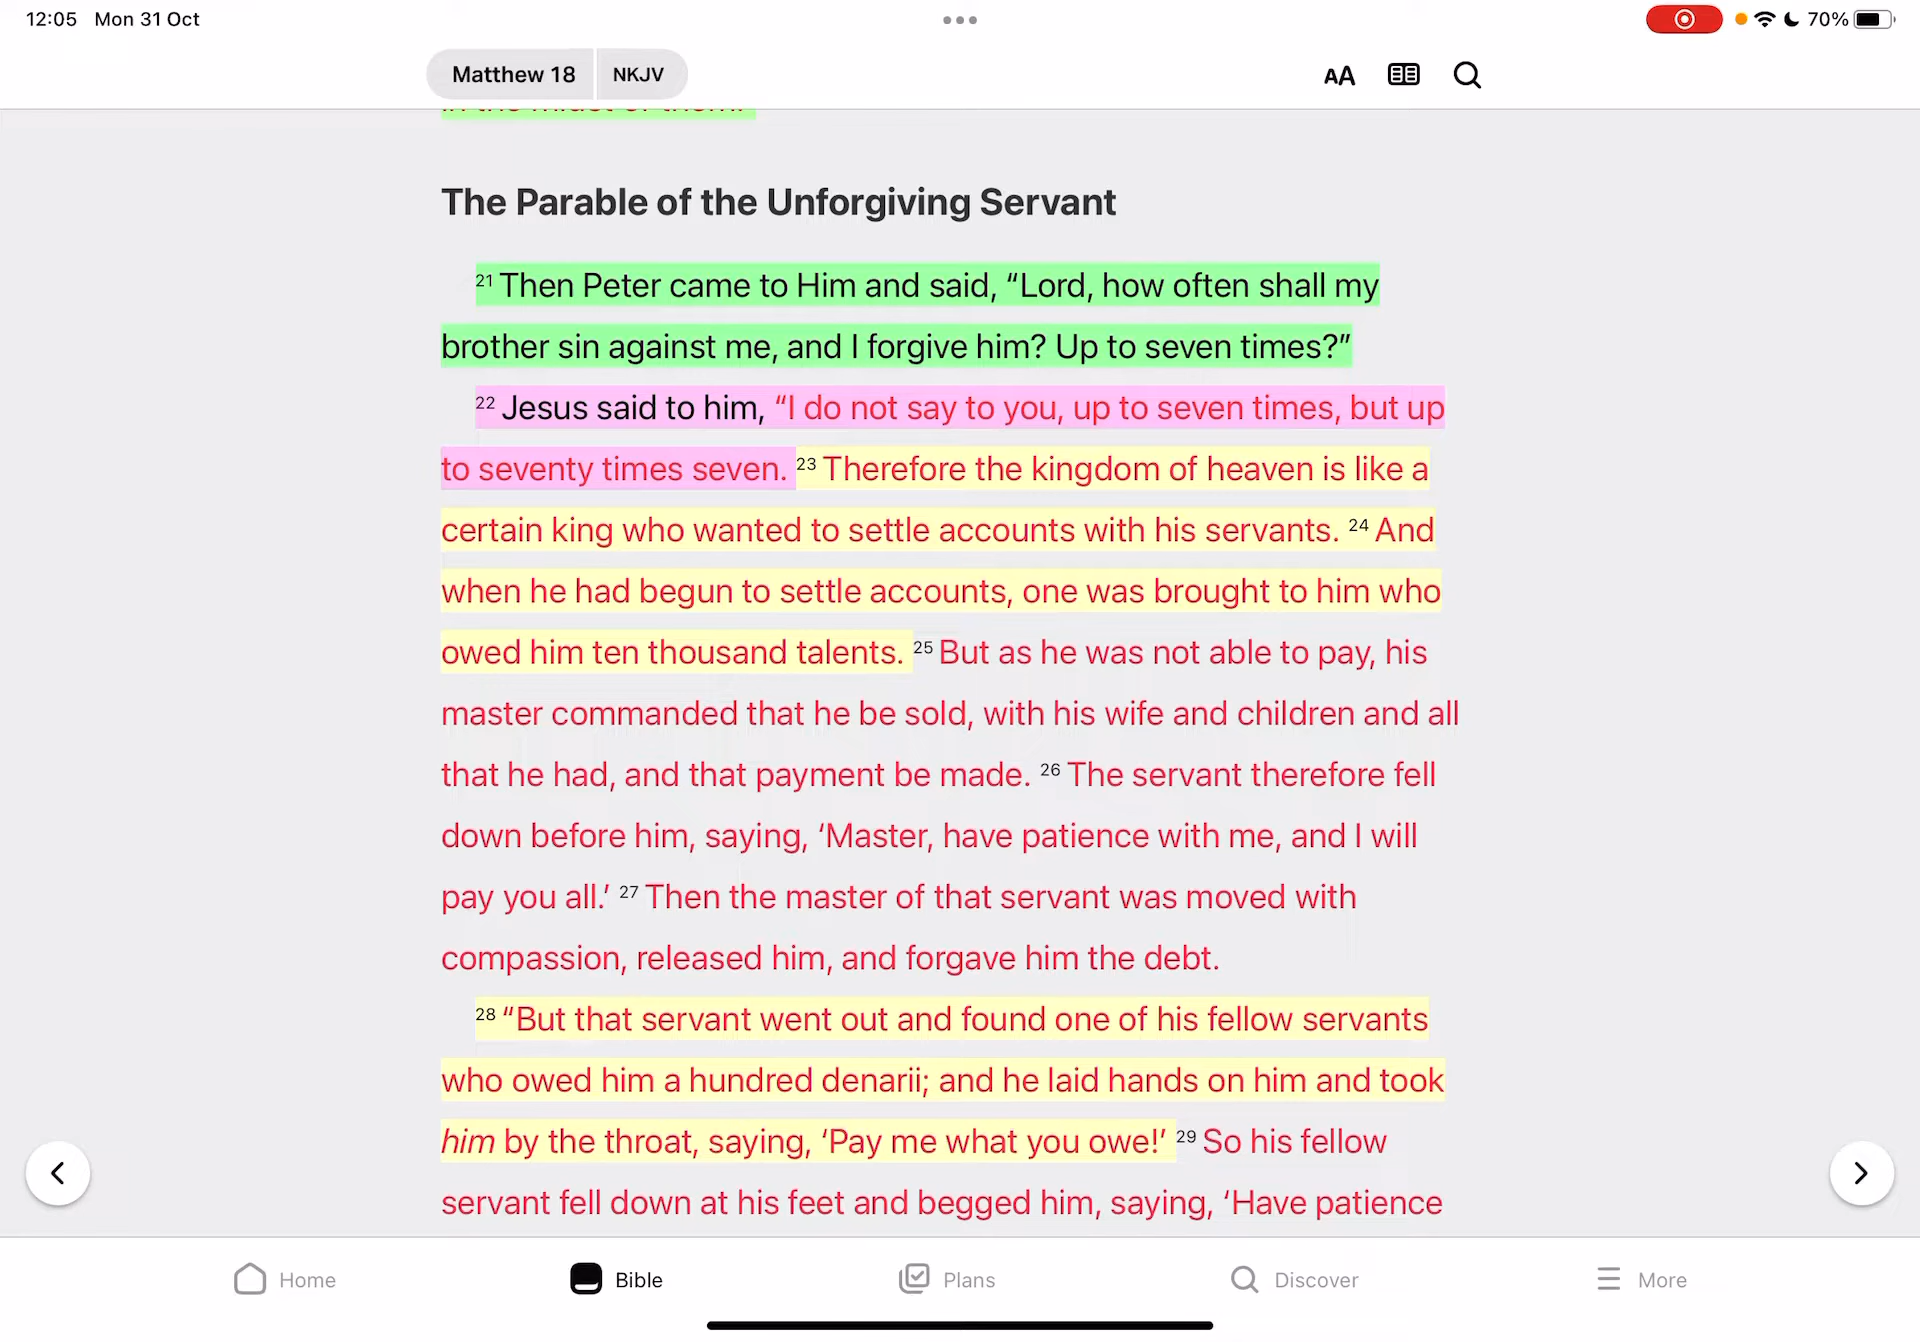 12:05 Mon 31 Oct
70%
Matthew 18 NKJV
AA
in the midst of them.”
The Parable of the Unforgiving Servant
21 Then Peter came to Him and said, “Lord, how often shall my
brother sin against me, and I forgive him? Up to seven times?”
22 Jesus said to him, “I do not say to you, up to seven times, but up
to seventy times seven. 23 Therefore the kingdom of heaven is like a
certain king who wanted to settle accounts with his servants. 24 And
when he had begun to settle accounts, one was brought to him who
owed him ten thousand talents. 25 But as he was not able to pay, his
master commanded that he be sold, with his wife and children and all
that he had, and that payment be made. 26 The servant therefore fell
down before him, saying, ‘Master, have patience with me, and I will
pay you all.’ 27 Then the master of that servant was moved with
compassion, released him, and forgave him the debt.
28 “But that servant went out and found one of his fellow servants
who owed him a hundred denarii; and he laid hands on him and took
him by the throat, saying, ‘Pay me what you owe!’ 29 So his fellow
servant fell down at his feet and begged him, saying, ‘Have patience
Home Bible Plans Discover More